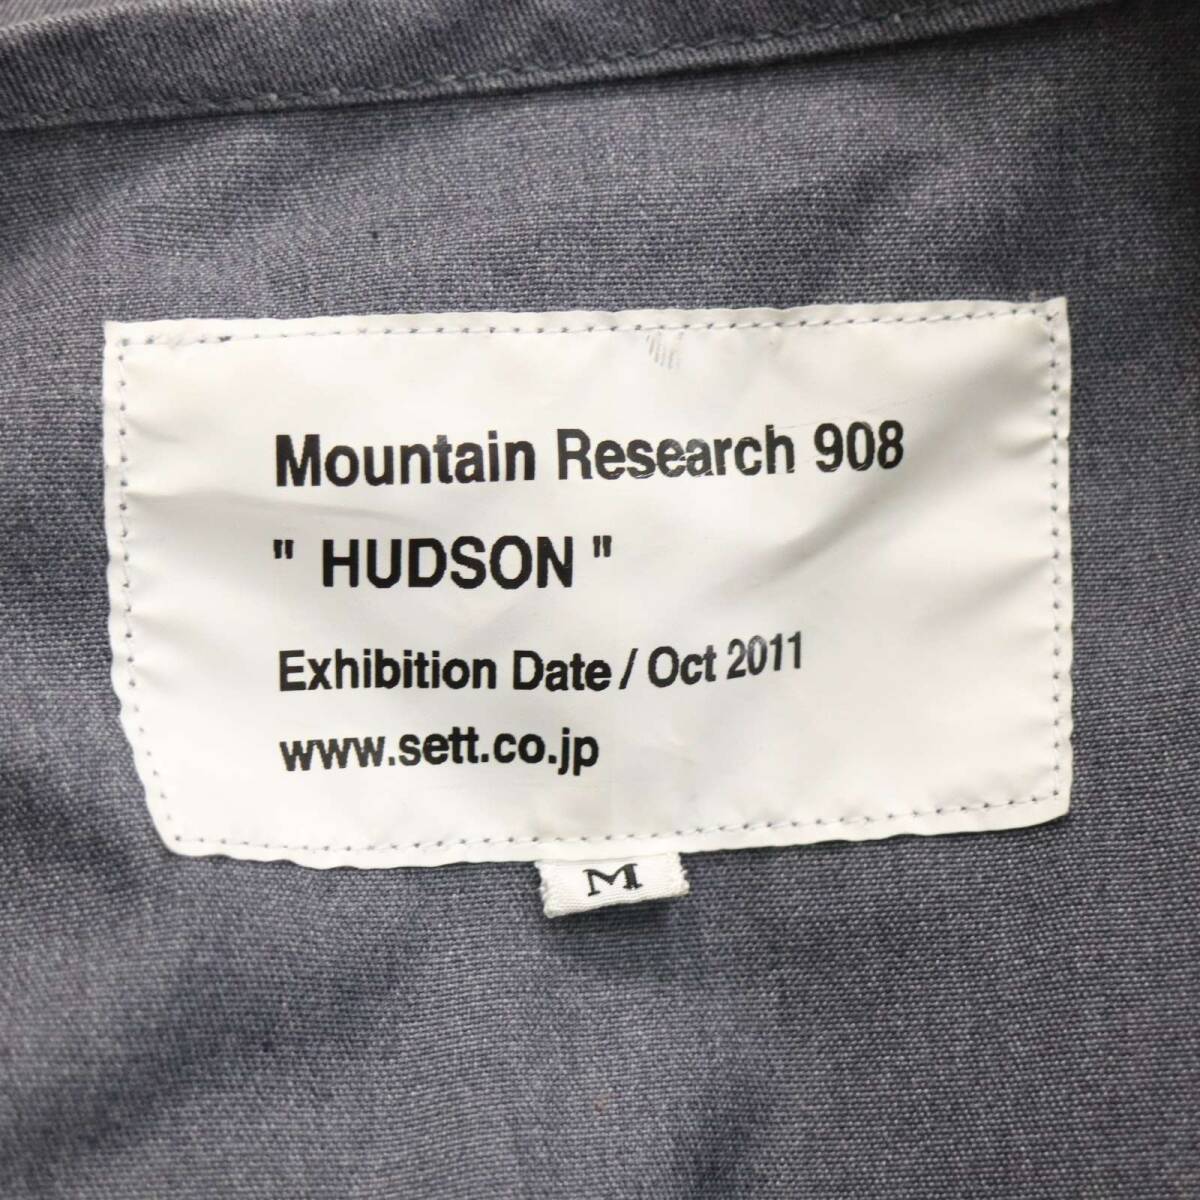 Mountain Research 908
" HUDSON "
Exhibition Date / Oct 2011
www.sett.co.jp
M